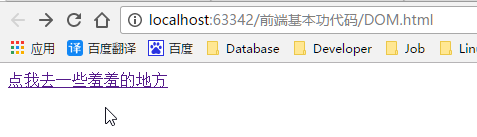 localhost:63342/前端基本功代码/DOM.html
应用 译 百度翻译 百度 Database Developer Job
点我去一些羞羞的地方